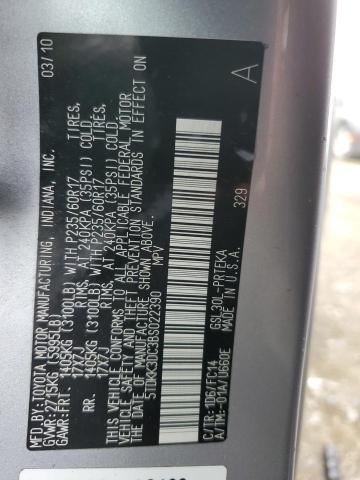 MFD.BY:TOYOTA MOTOR MANUFACTURING, INDIANA, INC. 03/10
GVWR:2715KG (5995LB)
GAWR:FRT. 1405KG (3100LB) WITH P235/60R17 TIRES,
17X7J RIMS, AT 240KPA (35PSI) COLD
RR. 1405KG (3100LB) WITH P235/60R17 TIRES,
17X7J RIMS, AT 240KPA (35PSI) COLD
THIS VEHICLE CONFORMS TO ALL APPLICABLE FEDERAL MOTOR
VEHICLE SAFETY AND THEFT PREVENTION STANDARDS IN EFFECT ON
THE DATE OF MANUFACTURE SHOWN ABOVE.
5TDKK3DC3BS022390 MPV
A
329
C/TR:1D6/FC14 GSL30L-PRTEKA
A/TM:-01A/U660E MADE IN U.S.A.